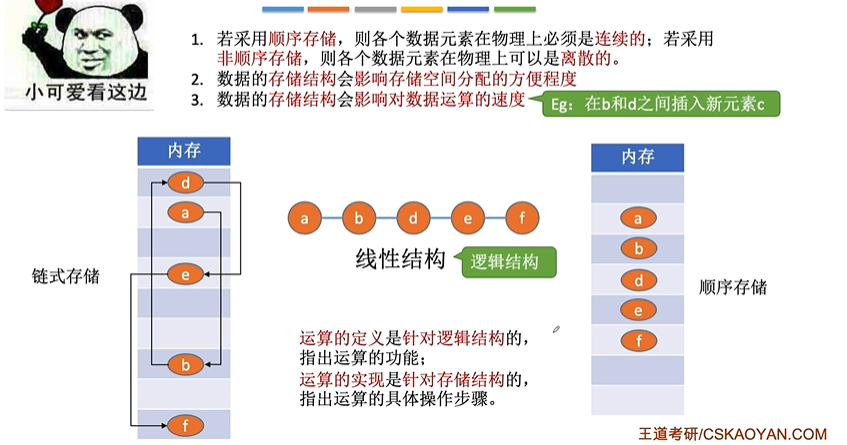 小可爱看这边
1. 若采用顺序存储，则各个数据元素在物理上必须是连续的；若采用
非顺序存储，则各个数据元素在物理上可以是离散的。
2. 数据的存储结构会影响存储空间分配的方便程度
3. 数据的存储结构会影响对数据运算的速度
Eg：在b和d之间插入新元素c
链式存储
内存
d
a
e
b
f
a b d e f
线性结构
逻辑结构
运算的定义是针对逻辑结构的，
指出运算的功能；
运算的实现是针对存储结构的，
指出运算的具体操作步骤。
内存
a
b
d
e
f
顺序存储
王道考研/CSKAOYAN.COM